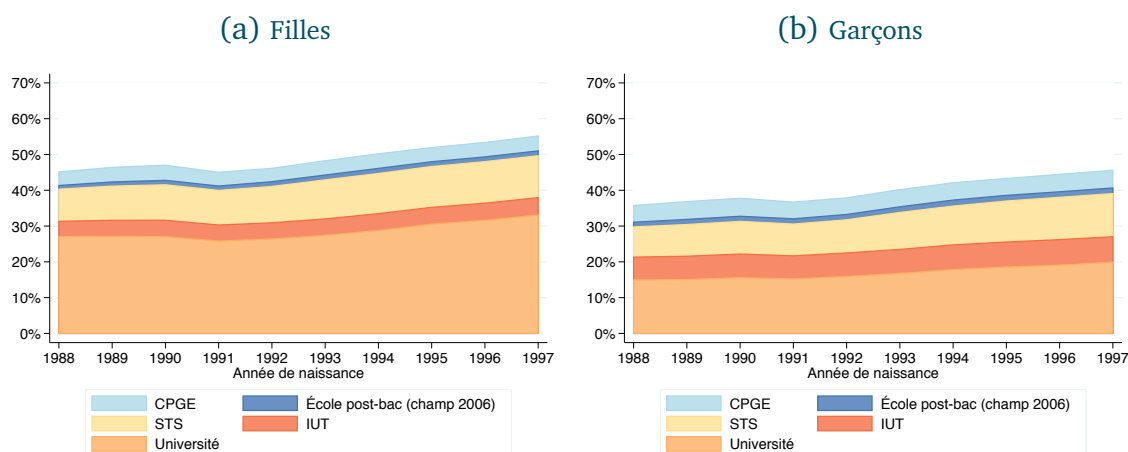 (a) Filles
70%
60%
50%
40%
30%
20%
10%
0%
1988 1989 1990 1991 1992 1993 1994 1995 1996 1997
Année de naissance
CPGE École post-bac (champ 2006)
STS IUT
Université
(b) Garçons
70%
60%
50%
40%
30%
20%
10%
0%
1988 1989 1990 1991 1992 1993 1994 1995 1996 1997
Année de naissance
CPGE École post-bac (champ 2006)
STS IUT
Université